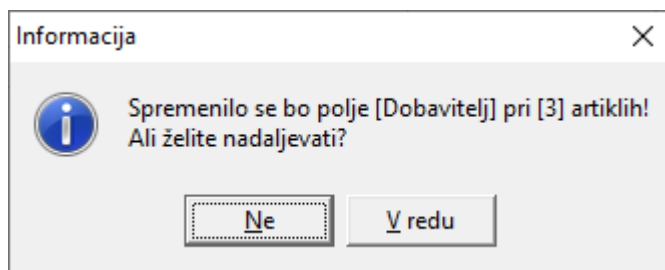 Informacija
Spremenilo se bo polje [Dobavitelj] pri [3] artiklih!
Ali želite nadaljevati?
Ne
V redu